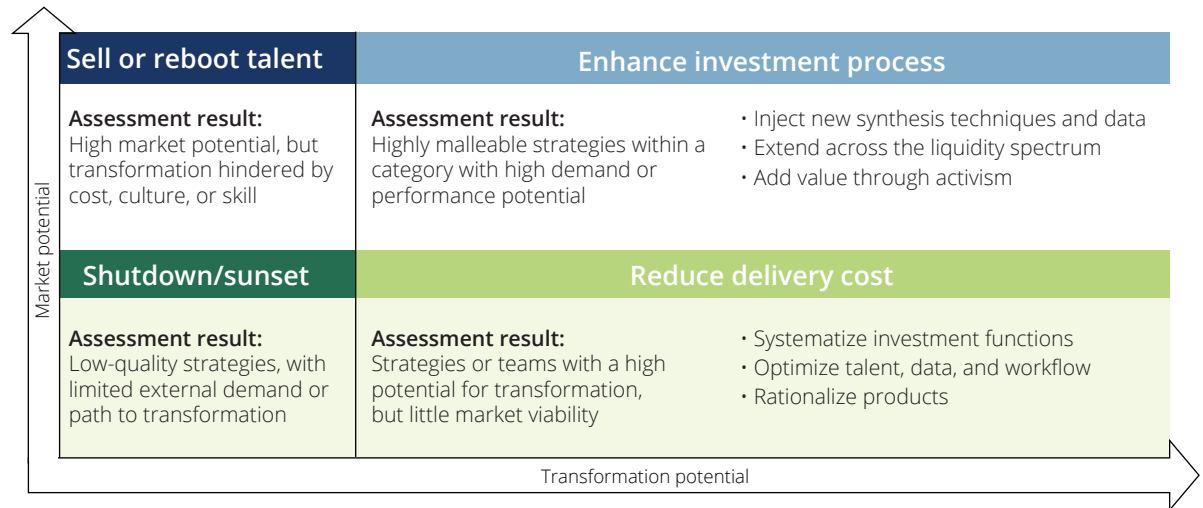 Market potential
Sell or reboot talent
Assessment result:
High market potential, but
transformation hindered by
cost, culture, or skill
Enhance investment process
Assessment result:
Highly malleable strategies within a
category with high demand or
performance potential
• Inject new synthesis techniques and data
• Extend across the liquidity spectrum
• Add value through activism
Shutdown/sunset
Assessment result:
Low-quality strategies, with
limited external demand or
path to transformation
Reduce delivery cost
Assessment result:
Strategies or teams with a high
potential for transformation,
but little market viability
• Systematize investment functions
• Optimize talent, data, and workflow
• Rationalize products
Transformation potential